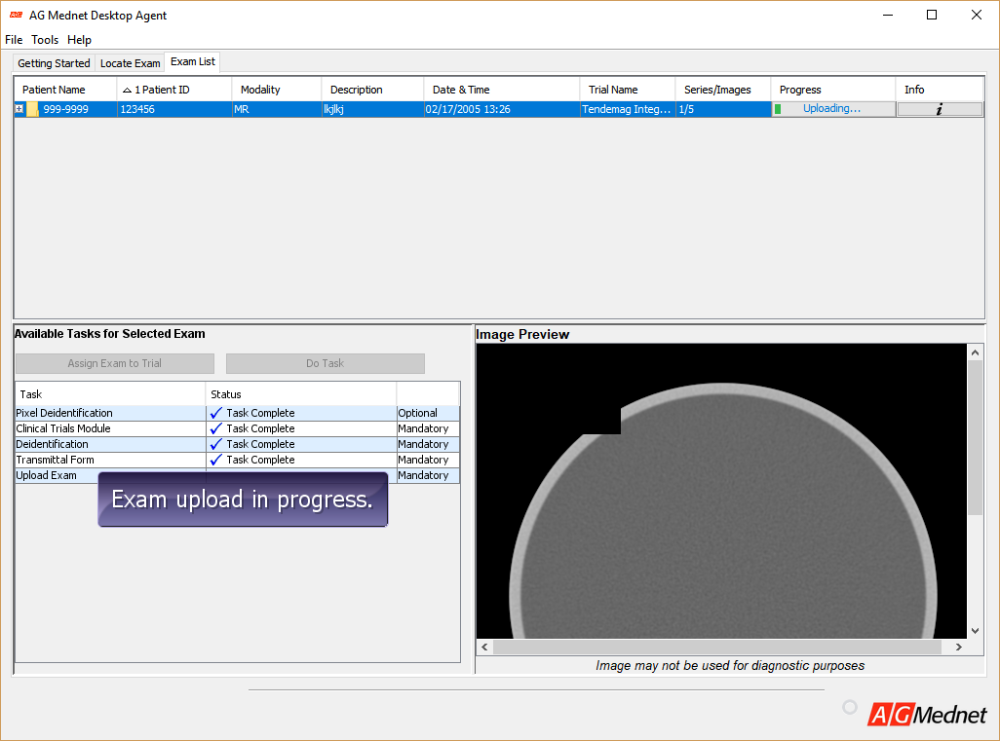 AG Mednet Desktop Agent
File Tools Help
Getting Started Locate Exam Exam List
Patient Name 1 Patient ID Modality Description Date & Time Trial Name Series/Images Progress Info
999-9999 123456 MR lkjlkj 02/17/2005 13:26 Tendemag Integ... 1/5 Uploading... i
Available Tasks for Selected Exam
Assign Exam to Trial Do Task
Task Status
Pixel Deidentification Task Complete Optional
Clinical Trials Module Task Complete Mandatory
Deidentification Task Complete Mandatory
Transmittal Form Task Complete Mandatory
Upload Exam Mandatory
Exam upload in progress.
Image Preview
Image may not be used for diagnostic purposes
AG Mednet